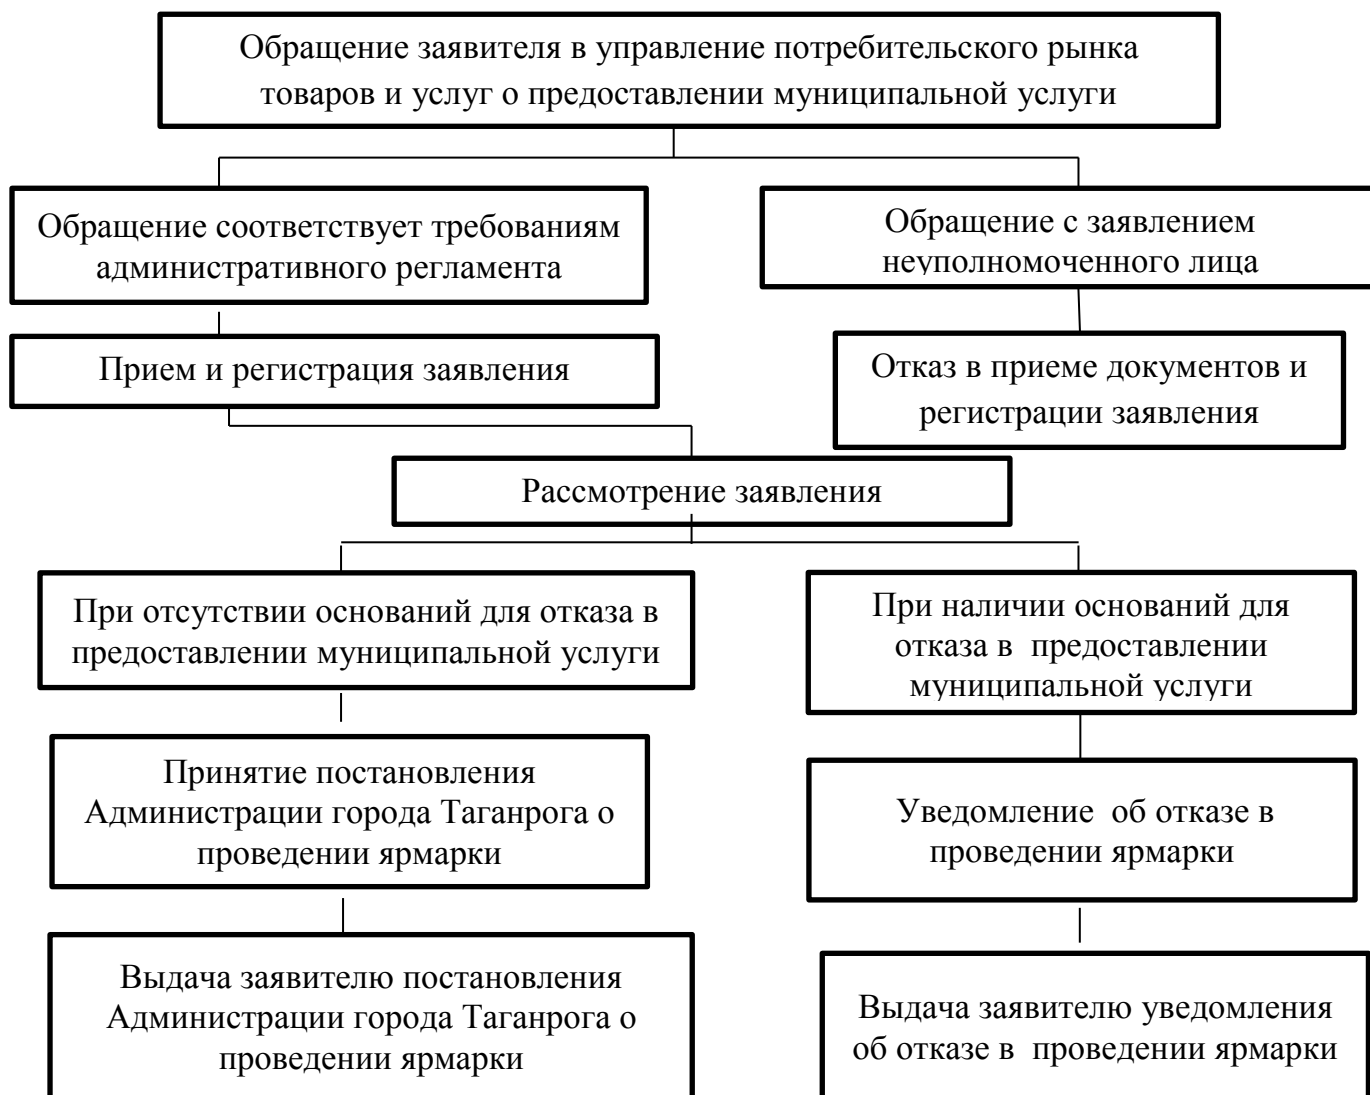 Обращение заявителя в управление потребительского рынка
товаров и услуг о предоставлении муниципальной услуги
Обращение соответствует требованиям
административного регламента
Обращение с заявлением
неуполномоченного лица
Прием и регистрация заявления
Отказ в приеме документов и
регистрации заявления
Рассмотрение заявления
При отсутствии оснований для отказа в
предоставлении муниципальной услуги
При наличии оснований для
отказа в предоставлении
муниципальной услуги
Принятие постановления
Администрации города Таганрога о
проведении ярмарки
Уведомление об отказе в
проведении ярмарки
Выдача заявителю постановления
Администрации города Таганрога о
проведении ярмарки
Выдача заявителю уведомления
об отказе в проведении ярмарки